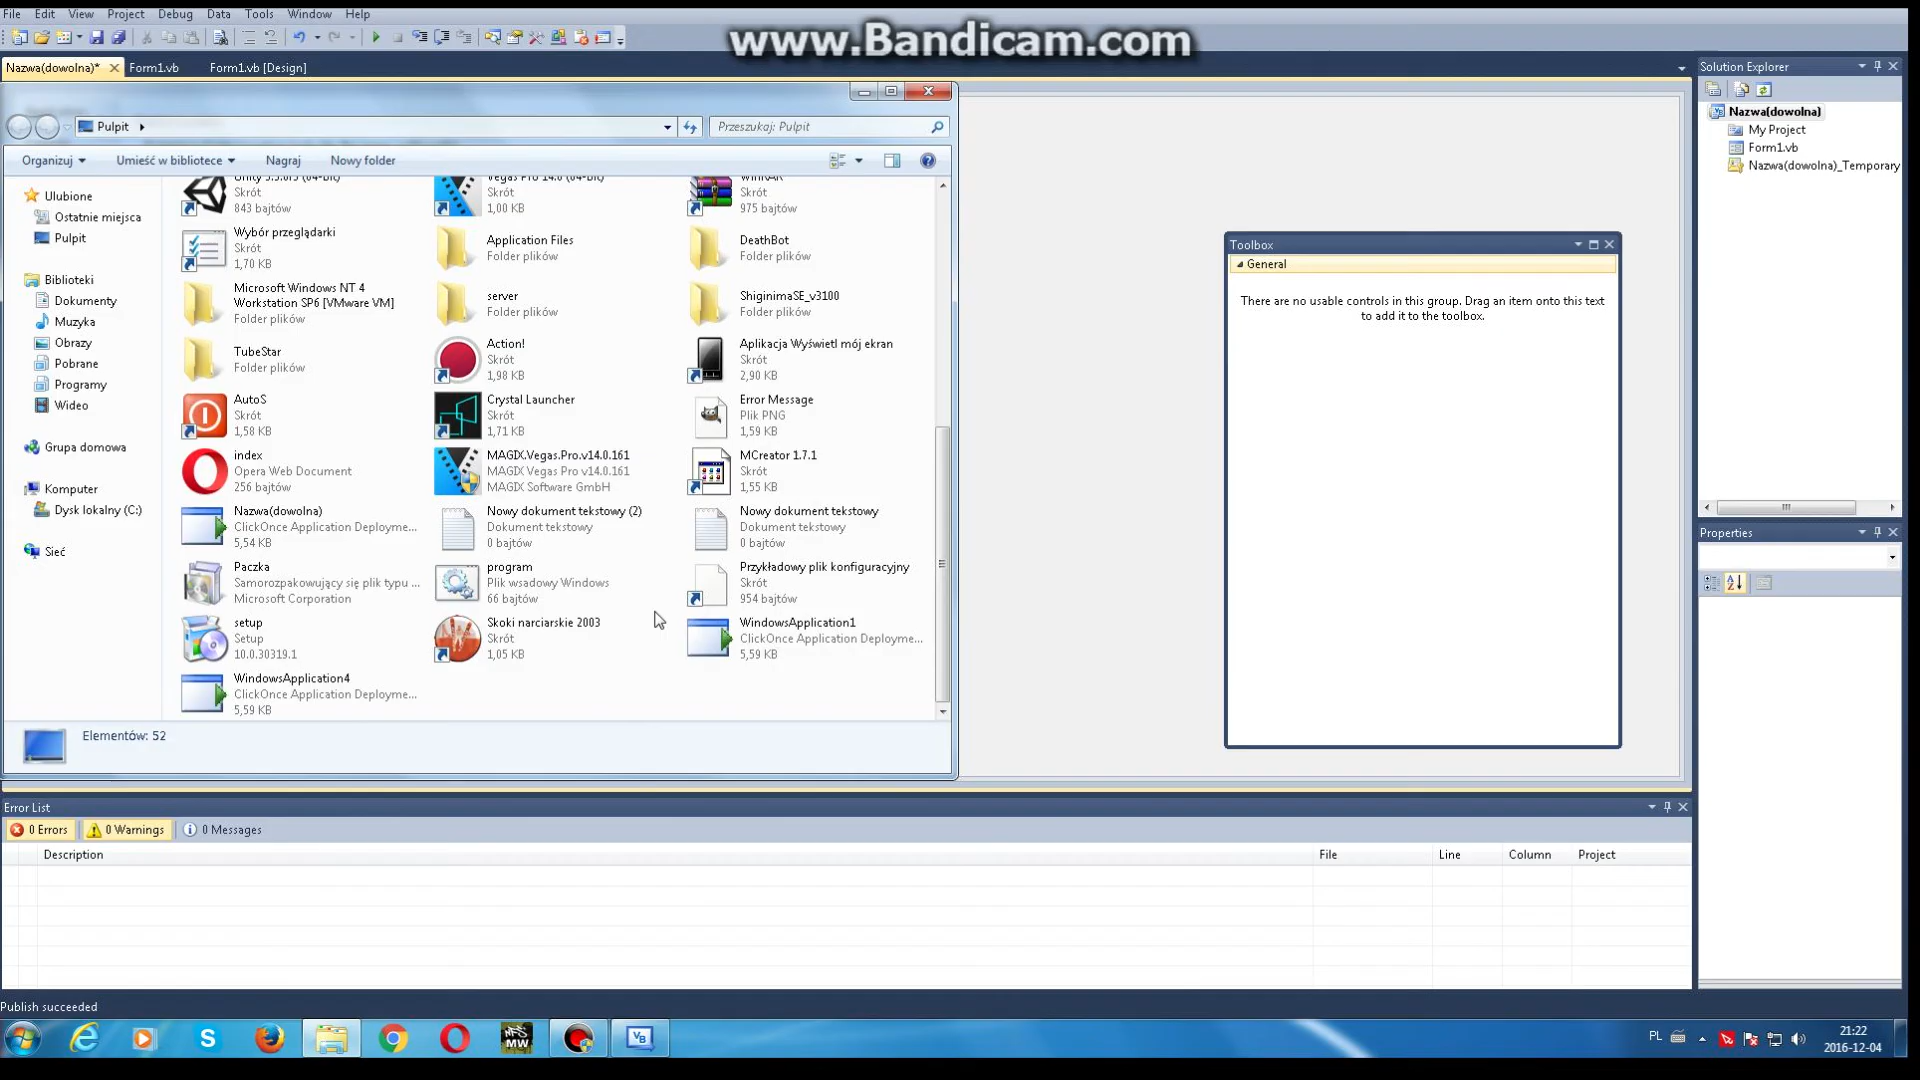 File Edit View Project Debug Data Tools Window Help
www.Bandicam.com
Nazwa(dowolna)* Form1.vb Form1.vb [Design]
Solution Explorer
Nazwa(dowolna)
My Project
Form1.vb
Nazwa(dowolna)_Temporary
Pulpit
Przeszukaj: Pulpit
Organizuj Umieść w bibliotece Nagraj Nowy folder
Ulubione
Ostatnie miejsca
Pulpit
Biblioteki
Dokumenty
Muzyka
Obrazy
Pobrane
Programy
Wideo
Grupa domowa
Komputer
Dysk lokalny (C:)
Sieć
Skrót
843 bajtów
Skrót
1,00 KB
WinRAR
Skrót
975 bajtów
Wybór przeglądarki
Skrót
1,70 KB
Application Files
Folder plików
DeathBot
Folder plików
Microsoft Windows NT 4
Workstation SP6 [VMware VM]
Folder plików
server
Folder plików
ShiginimaSE_v3100
Folder plików
TubeStar
Folder plików
Action!
Skrót
1,98 KB
Aplikacja Wyświetl mój ekran
Skrót
2,90 KB
AutoS
Skrót
1,58 KB
Crystal Launcher
Skrót
1,71 KB
Error Message
Plik PNG
1,59 KB
index
Opera Web Document
256 bajtów
MAGIX.Vegas.Pro.v14.0.161
MAGIX Vegas Pro v14.0.161
MAGIX Software GmbH
MCreator 1.7.1
Skrót
1,55 KB
Nazwa(dowolna)
ClickOnce Application Deployme...
5,54 KB
Nowy dokument tekstowy (2)
Dokument tekstowy
0 bajtów
Nowy dokument tekstowy
Dokument tekstowy
0 bajtów
Paczka
Samorozpakowujący się plik typu ...
Microsoft Corporation
program
Plik wsadowy Windows
66 bajtów
Przykładowy plik konfiguracyjny
Skrót
954 bajtów
setup
Setup
10.0.30319.1
Skoki narciarskie 2003
Skrót
1,05 KB
WindowsApplication1
ClickOnce Application Deployme...
5,59 KB
WindowsApplication4
ClickOnce Application Deployme...
5,59 KB
Elementów: 52
Toolbox
General
There are no usable controls in this group. Drag an item onto this text
to add it to the toolbox.
Properties
Error List
0 Errors 0 Warnings 0 Messages
Description File Line Column Project
Publish succeeded
PL
21:22
2016-12-04